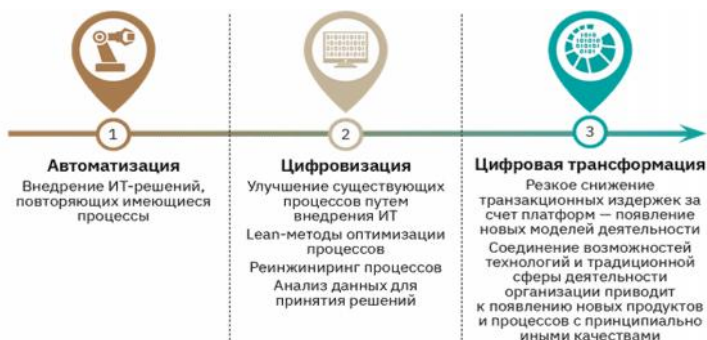 1
Автоматизация
Внедрение ИТ-решений,
повторяющих имеющиеся
процессы
2
Цифровизация
Улучшение существующих
процессов путем
внедрения ИТ
Lean-методы оптимизации
процессов
Реинжиниринг процессов
Анализ данных для
принятия решений
3
Цифровая трансформация
Резкое снижение
транзакционных издержек за
счет платформ — появление
новых моделей деятельности
Соединение возможностей
технологий и традиционной
сферы деятельности
организации приводит
к появлению новых продуктов
и процессов с принципиально
иными качествами